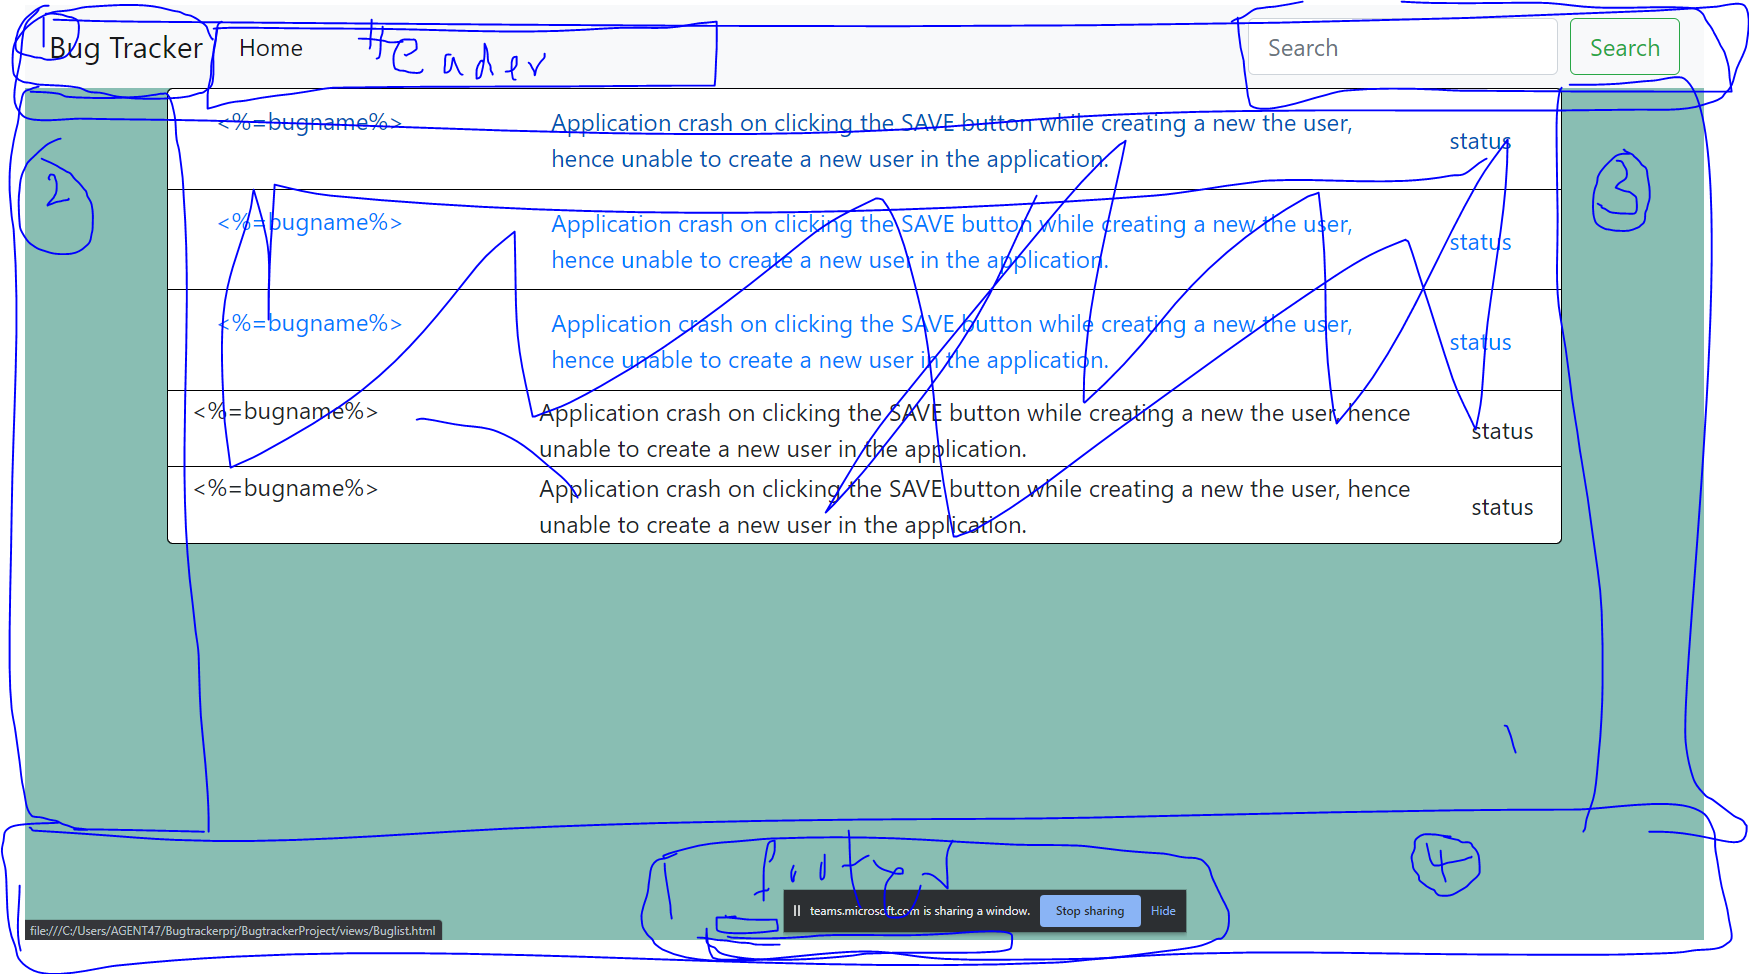 1
Bug Tracker Home Header Search Search
<%=bugname%> Application crash on clicking the SAVE button while creating a new the user,
hence unable to create a new user in the application. status
2
3
<%=bugname%> Application crash on clicking the SAVE button while creating a new the user,
hence unable to create a new user in the application. status
<%=bugname%> Application crash on clicking the SAVE button while creating a new the user,
hence unable to create a new user in the application. status
<%=bugname%> Application crash on clicking the SAVE button while creating a new the user, hence
unable to create a new user in the application. status
<%=bugname%> Application crash on clicking the SAVE button while creating a new the user, hence
unable to create a new user in the application. status
footer 4
teams.microsoft.com is sharing a window. Stop sharing Hide
file:///C:/Users/AGENT47/Bugtrackerprj/BugtrackerProject/views/Buglist.html